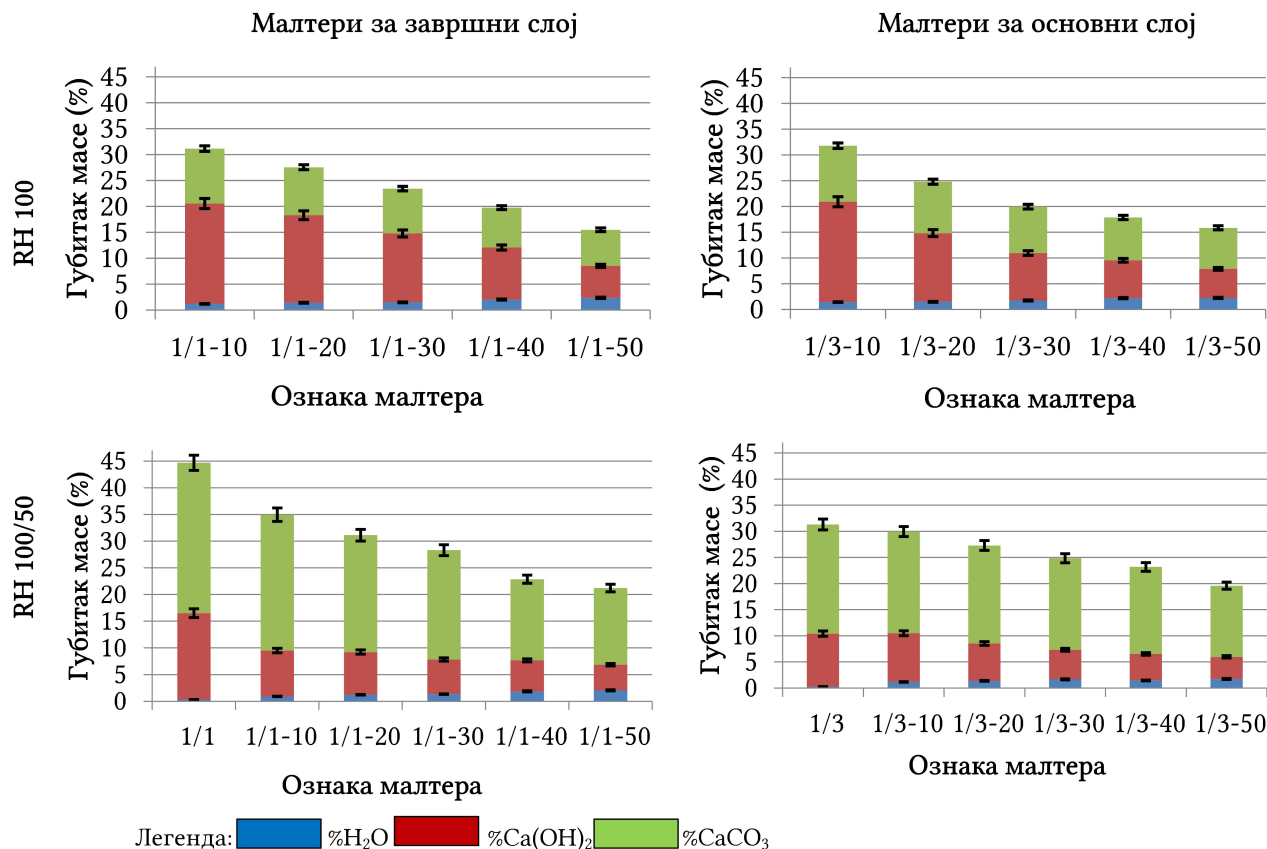 Малтери за завршни слој
Малтери за основни слој
RH 100
Губитак масе (%)
45
40
35
30
25
20
15
10
5
0
1/1-10 1/1-20 1/1-30 1/1-40 1/1-50
Ознака малтера
Губитак масе (%)
45
40
35
30
25
20
15
10
5
0
1/3-10 1/3-20 1/3-30 1/3-40 1/3-50
Ознака малтера
RH 100/50
Губитак масе (%)
45
40
35
30
25
20
15
10
5
0
1/1 1/1-10 1/1-20 1/1-30 1/1-40 1/1-50
Ознака малтера
Губитак масе (%)
45
40
35
30
25
20
15
10
5
0
1/3 1/3-10 1/3-20 1/3-30 1/3-40 1/3-50
Ознака малтера
Легенда: %H₂O %Ca(OH)₂ %CaCO₃